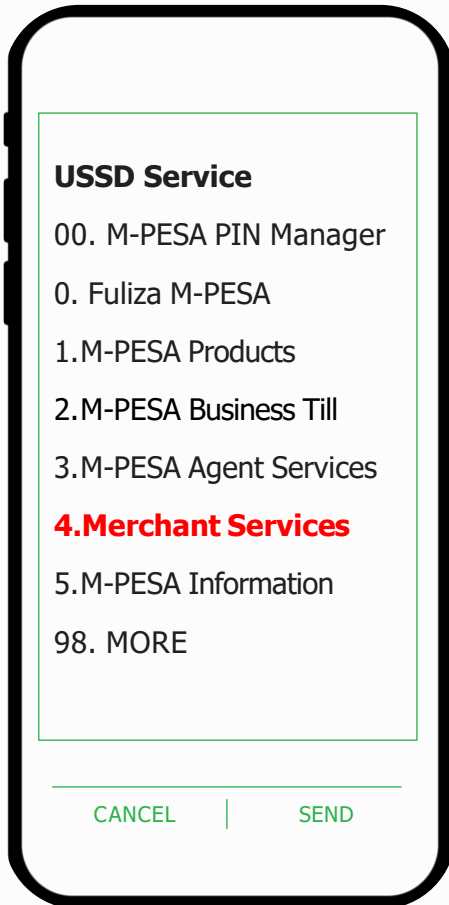 USSD Service
00. M-PESA PIN Manager
0. Fuliza M-PESA
1.M-PESA Products
2.M-PESA Business Till
3.M-PESA Agent Services
4.Merchant Services
5.M-PESA Information
98. MORE
CANCEL | SEND